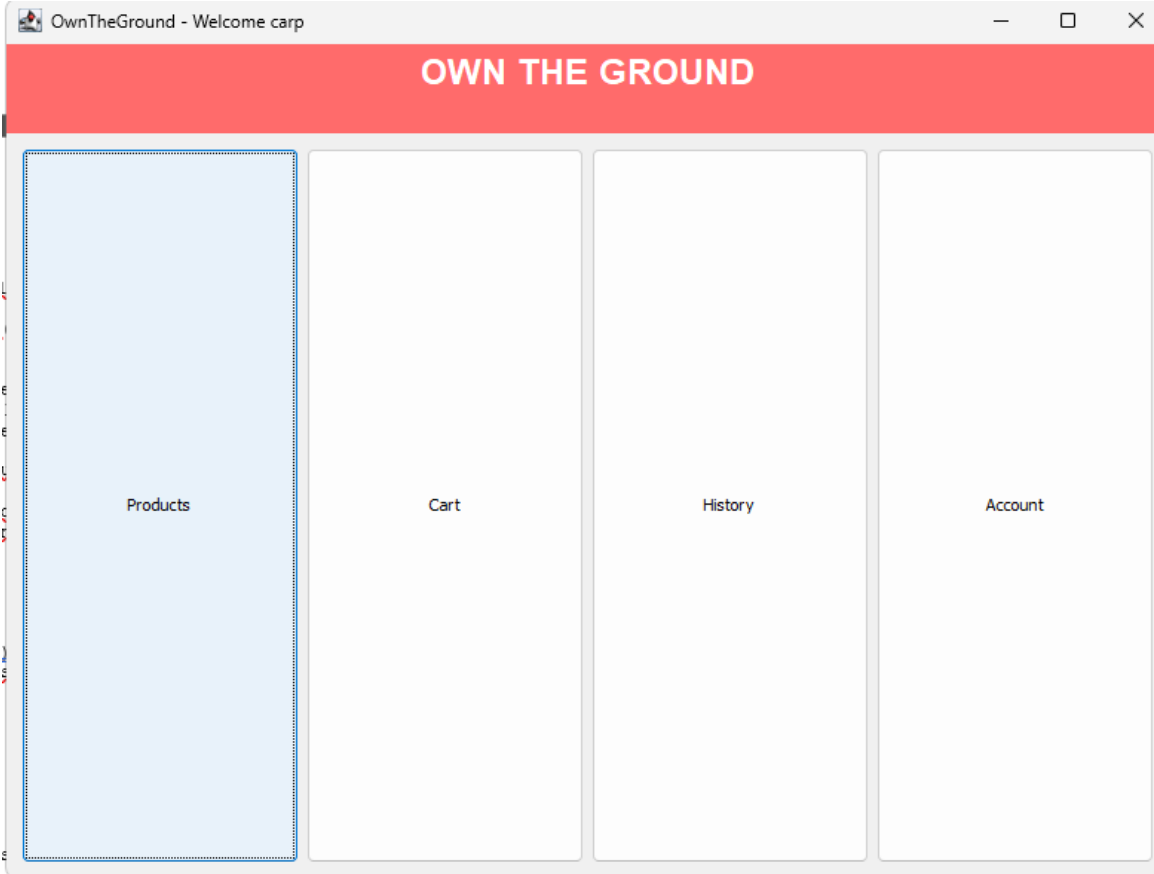 OwnTheGround - Welcome carp
OWN THE GROUND
Products
Cart
History
Account